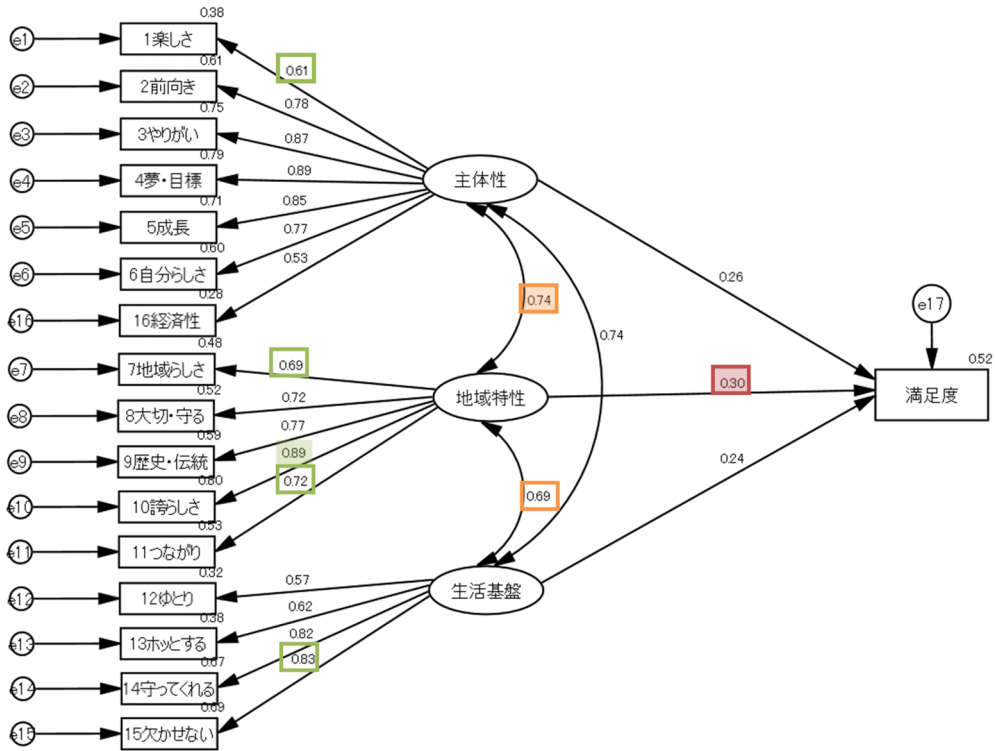 0.38
e1
1楽しさ
0.61
0.61
e2
2前向き
0.78
0.75
e3
3やりがい
0.87
0.79
e4
4夢・目標
0.89
0.71
e5
5成長
0.85
0.60
e6
6自分らしさ
0.77
0.28
e16
16経済性
0.53
主体性
0.26
0.74
0.74
e17
0.52
満足度
0.48
e7
7地域らしさ
0.69
0.52
e8
8大切・守る
0.72
0.59
e9
9歴史・伝統
0.77
0.80
e10
10誇らしさ
0.89
0.53
e11
11つながり
0.72
地域特性
0.30
0.69
0.24
0.32
e12
12ゆとり
0.57
0.38
e13
13ホッとする
0.62
0.67
e14
14守ってくれる
0.82
0.69
e15
15欠かせない
0.83
生活基盤